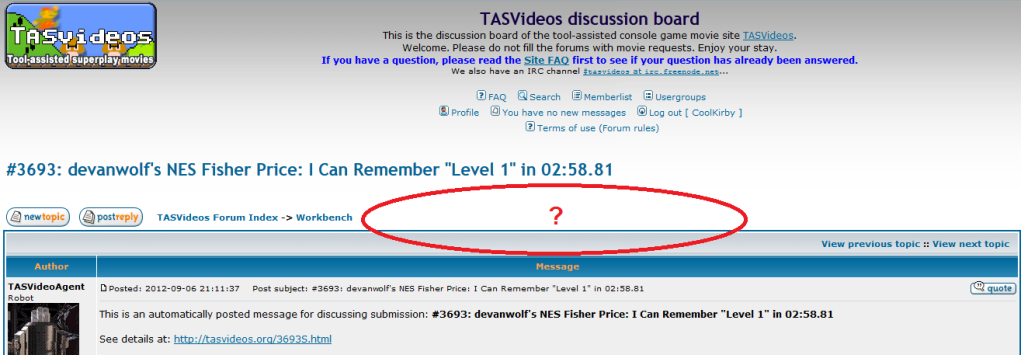 TASVideos
Tool-assisted superplay movies
TASVideos discussion board
This is the discussion board of the tool-assisted console game movie site TASVideos.
Welcome. Please do not fill the forums with movie requests. Enjoy your stay.
If you have a question, please read the Site FAQ first to see if your question has already been answered.
We also have an IRC channel #tasvideos at irc.freenode.net...
FAQ Search Memberlist Usergroups
Profile You have no new messages Log out [ CoolKirby ]
Terms of use (Forum rules)
#3693: devanwolf's NES Fisher Price: I Can Remember "Level 1" in 02:58.81
newtopic postreply TASVideos Forum Index -> Workbench ?
View previous topic :: View next topic
Author Message
TASVideoAgent
Robot
Posted: 2012-09-06 21:11:37 Post subject: #3693: devanwolf's NES Fisher Price: I Can Remember "Level 1" in 02:58.81
quote
This is an automatically posted message for discussing submission: #3693: devanwolf's NES Fisher Price: I Can Remember "Level 1" in 02:58.81
See details at: http://tasvideos.org/3693S.html